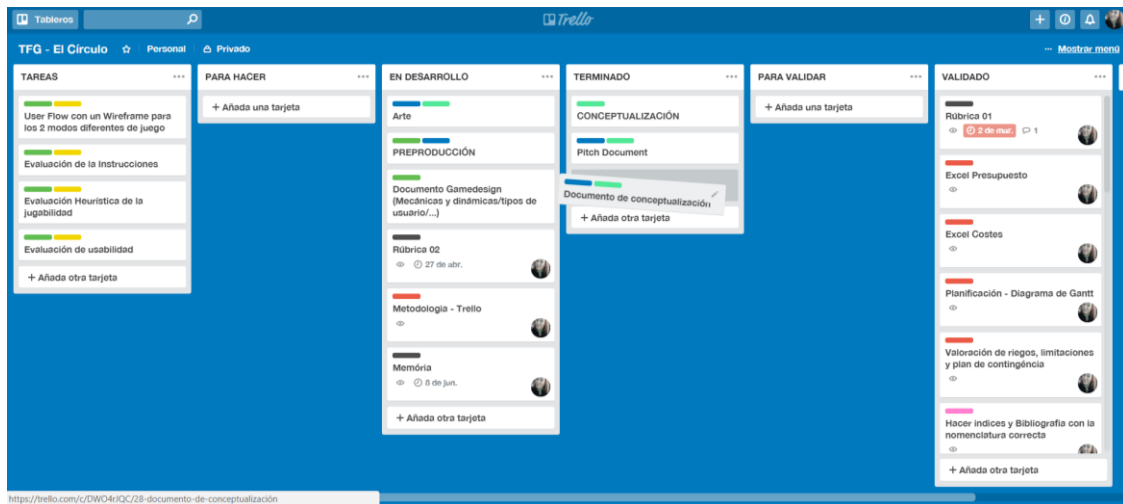 Tableros
Trello
TFG - El Círculo
Personal
Privado
··· Mostrar menú
TAREAS
User Flow con un Wireframe para
los 2 modos diferentes de juego
Evaluación de la Instrucciones
Evaluación Heurística de la
jugabilidad
Evaluación de usabilidad
+ Añada otra tarjeta
PARA HACER
+ Añada una tarjeta
EN DESARROLLO
Arte
PREPRODUCCIÓN
Documento Gamedesign
(Mecánicas y dinámicas/tipos de
usuario/...)
Rúbrica 02
27 de abr.
Metodologia - Trello
Memória
8 de jun.
+ Añada otra tarjeta
TERMINADO
CONCEPTUALIZACIÓN
Pitch Document
Documento de conceptualización
+ Añada otra tarjeta
PARA VALIDAR
+ Añada una tarjeta
VALIDADO
Rúbrica 01
2 de mar.
1
Excel Presupuesto
Excel Costes
Planificación - Diagrama de Gantt
Valoración de riegos, limitaciones
y plan de contingéncia
Hacer indices y Bibliografia con la
nomenclatura correcta
+ Añada otra tarjeta
https://trello.com/c/DWO4rJQC/28-documento-de-conceptualización